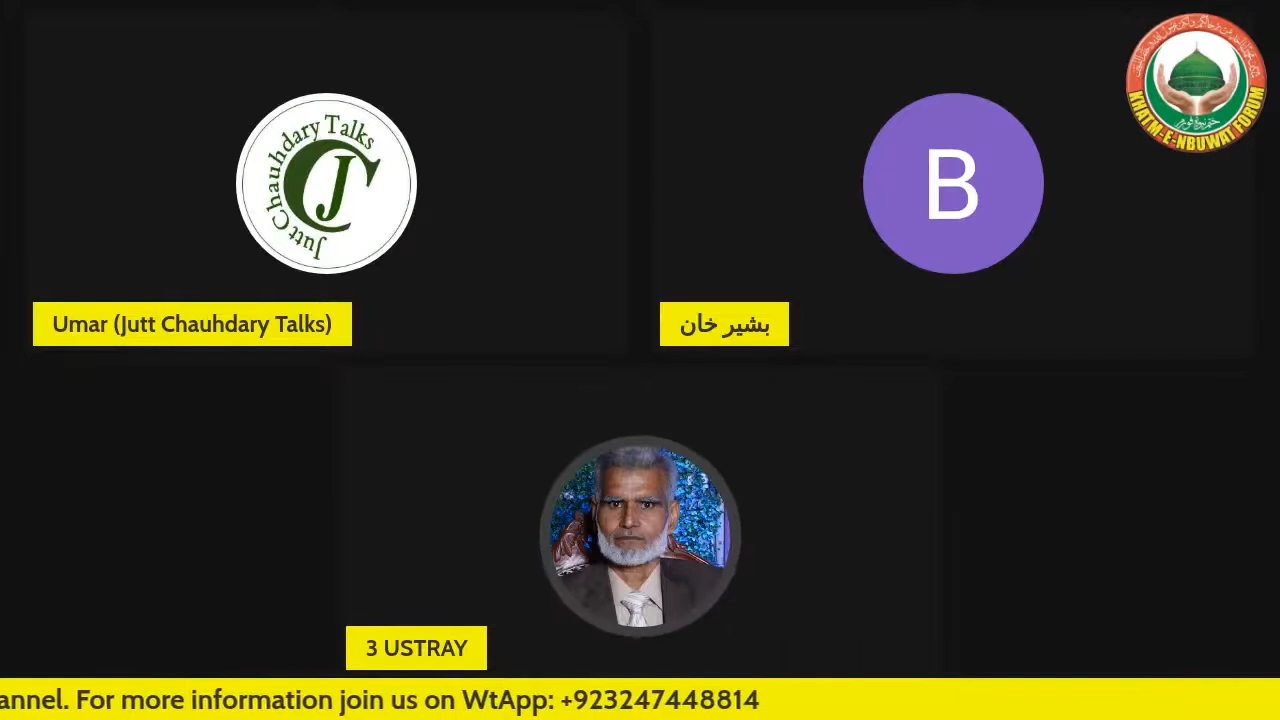 Jutt Chauhdary Talks
CJ
B
KHATM-E-NBUWAT FORUM
Umar (Jutt Chauhdary Talks)
بشیر خان
3 USTRAY
annel. For more information join us on WtApp: +923247448814